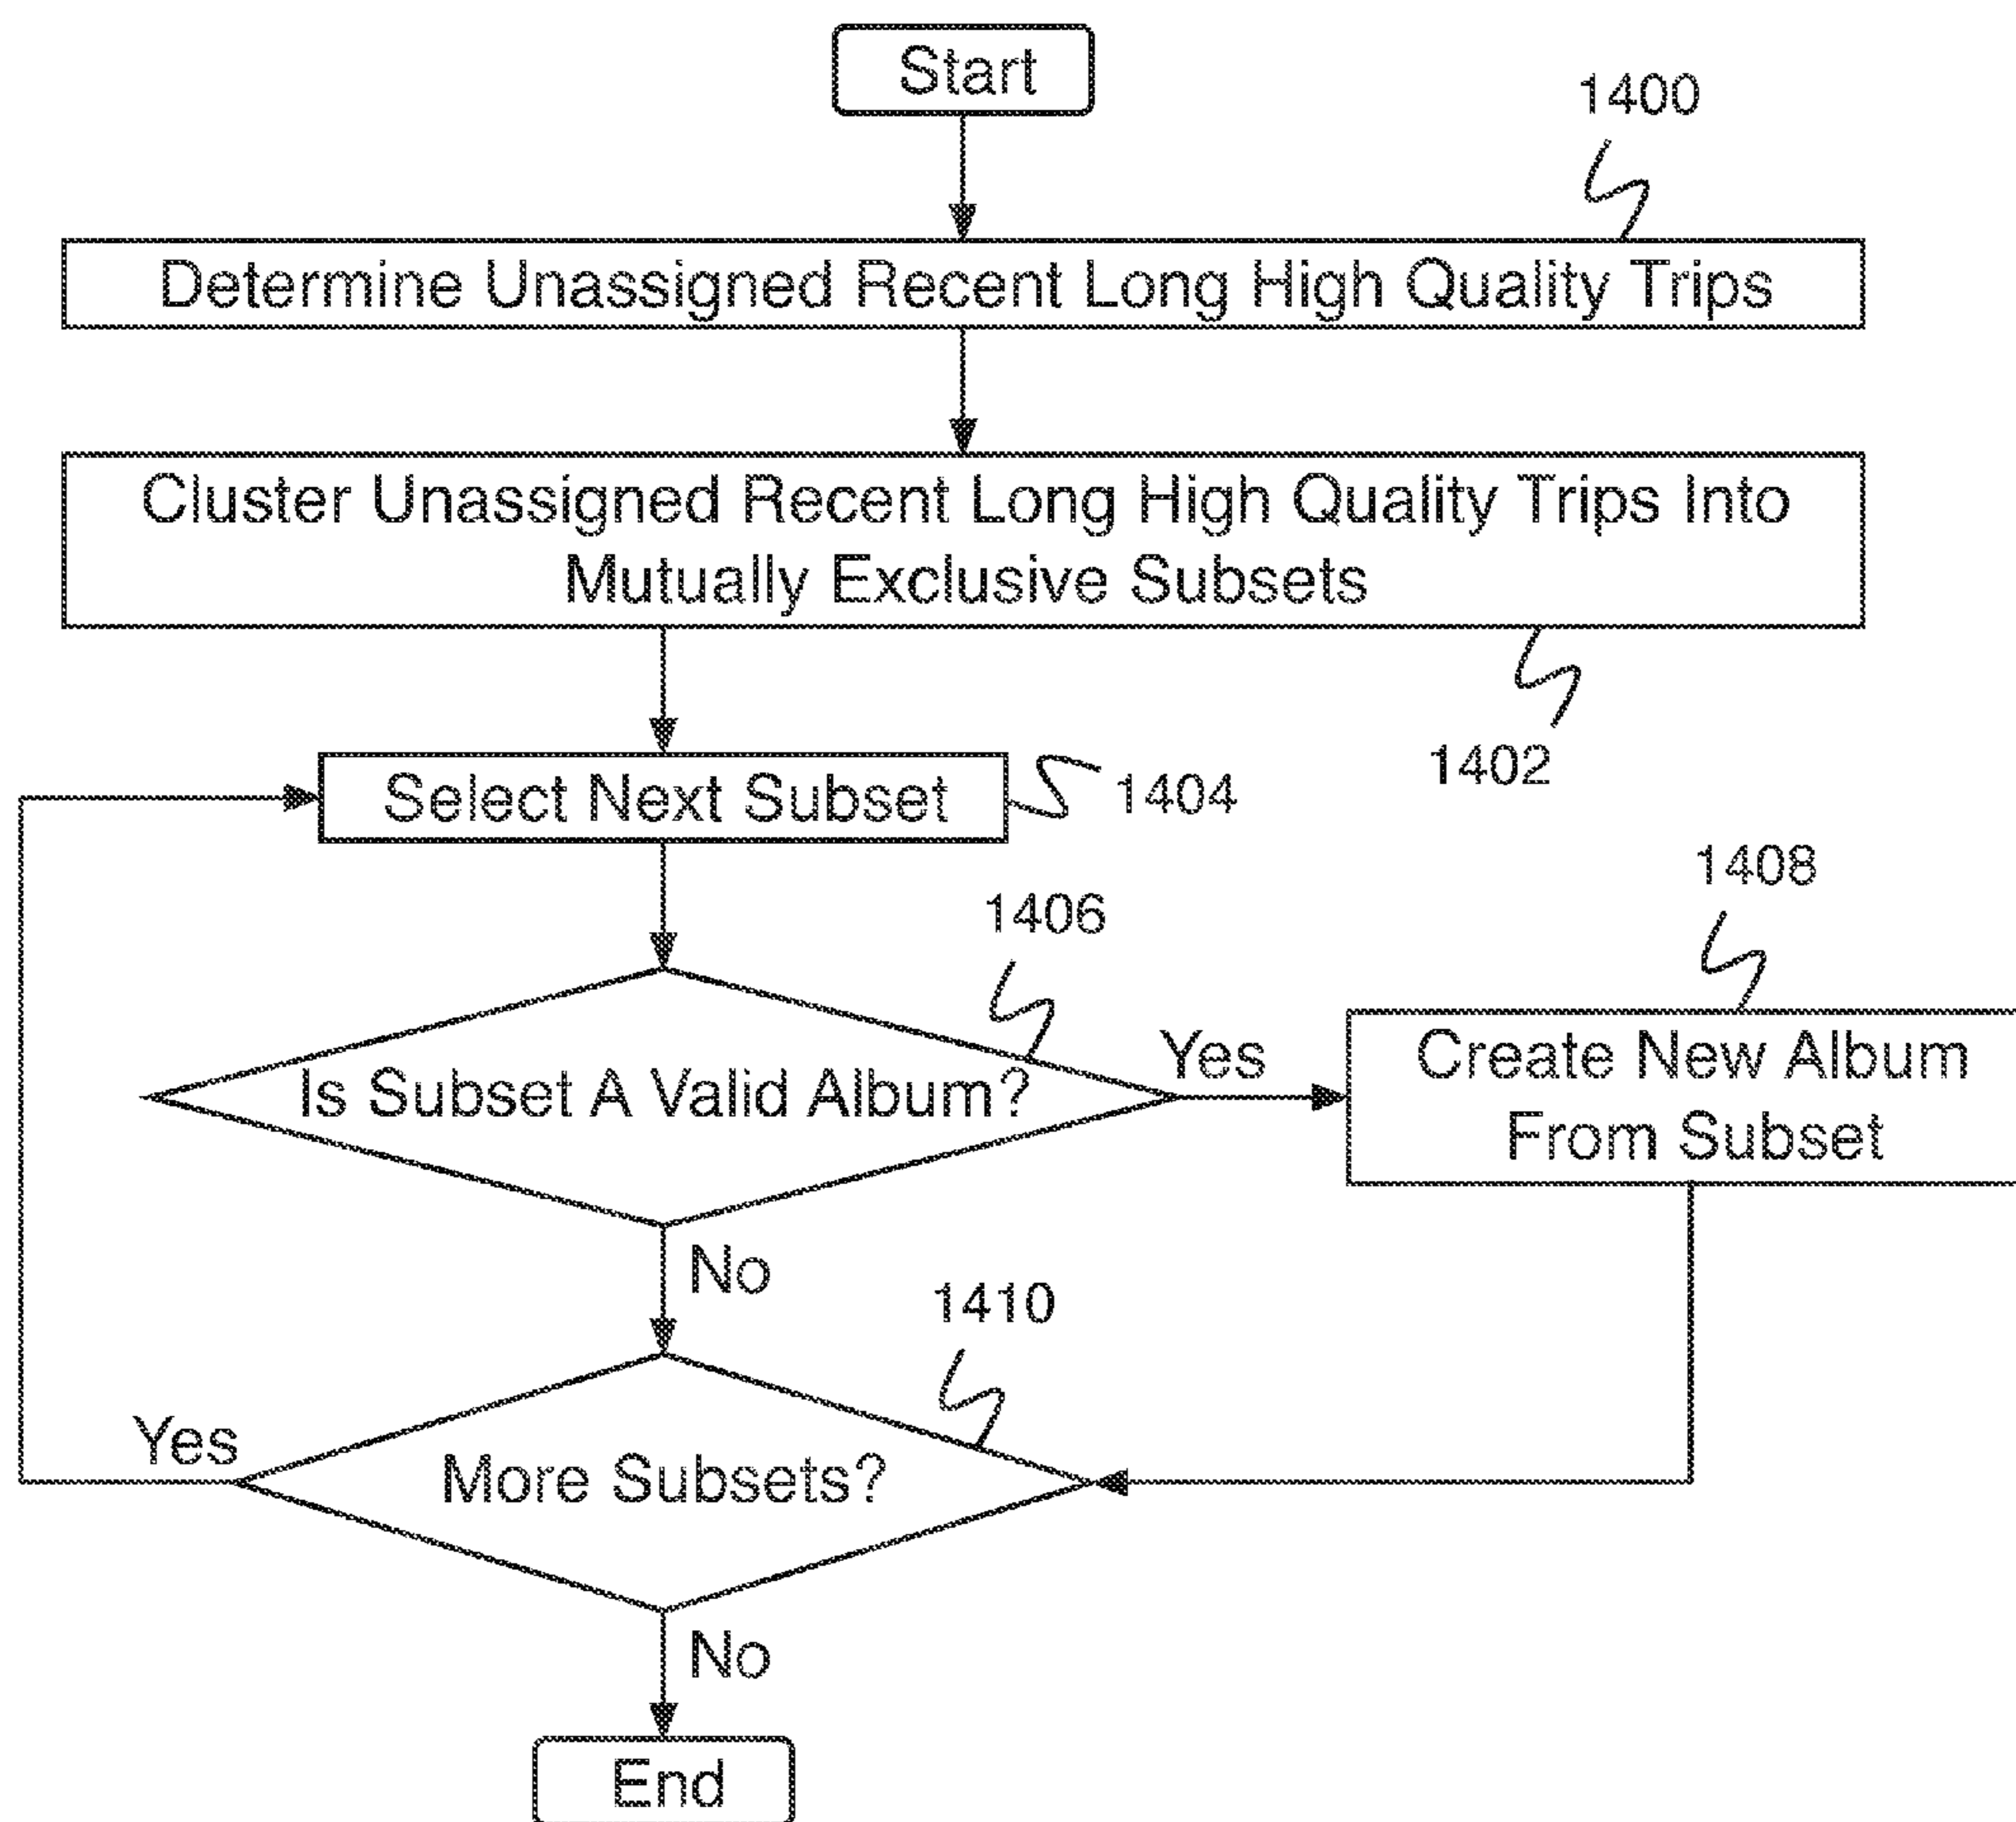 Start
1400
Determine Unassigned Recent Long High Quality Trips
Cluster Unassigned Recent Long High Quality Trips Into
Mutually Exclusive Subsets
1402
Select Next Subset
1404
1406
1408
Is Subset A Valid Album?
Yes
Create New Album
From Subset
No
1410
Yes
More Subsets?
No
End